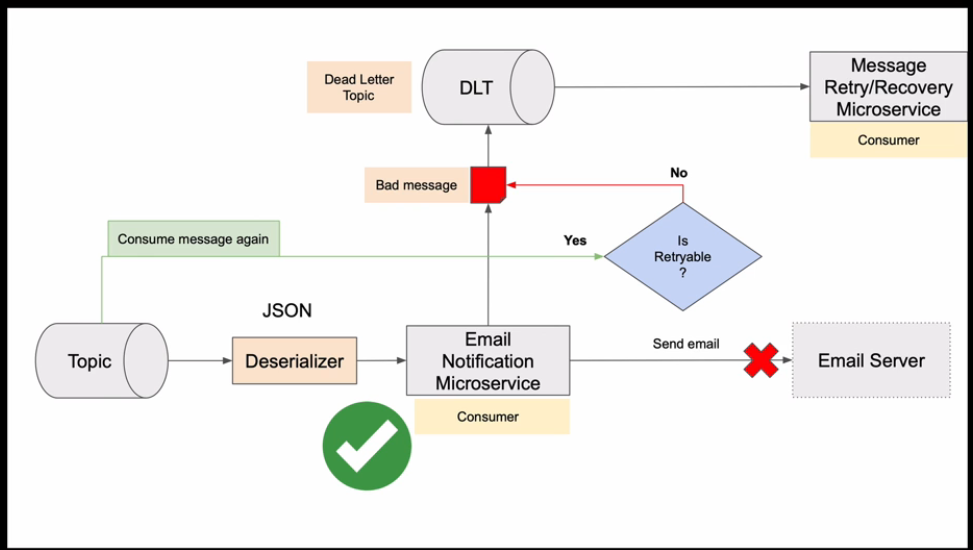 Dead Letter
Topic
DLT
Message
Retry/Recovery
Microservice
Consumer
Bad message
No
Consume message again
Yes
Is
Retryable
?
JSON
Topic
Deserializer
Email
Notification
Microservice
Send email
Email Server
Consumer